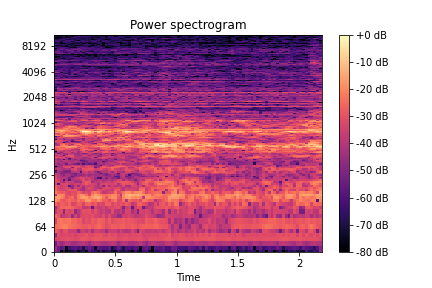 Power spectrogram
Hz
8192
4096
2048
1024
512
256
128
64
0
0 0.5 1 1.5 2
Time
+0 dB
-10 dB
-20 dB
-30 dB
-40 dB
-50 dB
-60 dB
-70 dB
-80 dB